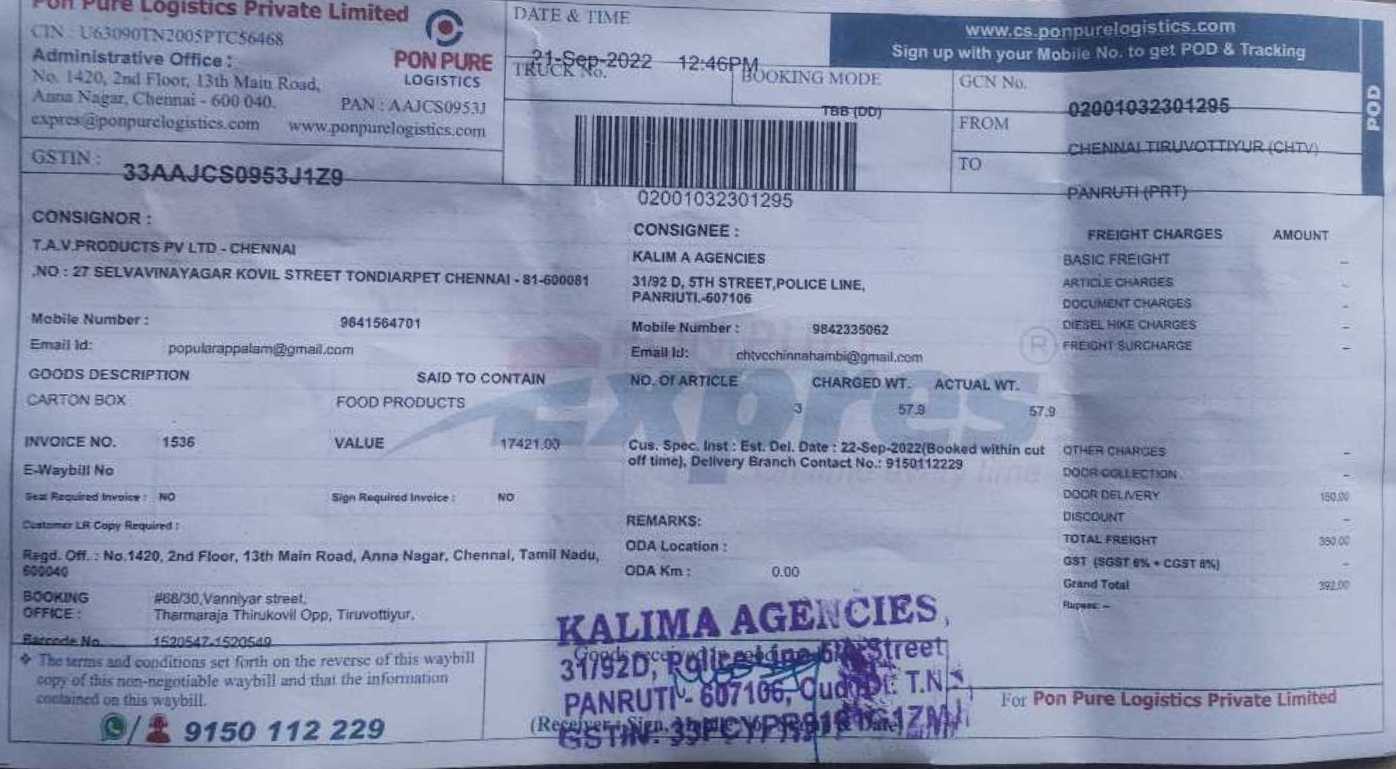 Pon Pure Logistics Private Limited
CIN : U63090TN2005PTC56468
Administrative Office :
No. 1420, 2nd Floor, 13th Main Road,
Anna Nagar, Chennai - 600 040.
PAN : AAJCS0953J
expres@ponpurelogistics.com www.ponpurelogistics.com
PON PURE
LOGISTICS
GSTIN : 33AAJCS0953J1Z9
DATE & TIME
21-Sep-2022 12:46PM
TRUCK No.
BOOKING MODE
TBB (DD)
02001032301295
www.cs.ponpurelogistics.com
Sign up with your Mobile No. to get POD & Tracking
POD
GCN No.
02001032301295
FROM
CHENNAI TIRUVOTTIYUR (CHTV)
TO
PANRUTI (PRT)
CONSIGNOR :
T.A.V.PRODUCTS PV LTD - CHENNAI
.NO : 27 SELVAVINAYAGAR KOVIL STREET TONDIARPET CHENNAI - 81-600081
Mobile Number : 9841564701
Email Id: popularappalam@gmail.com
CONSIGNEE :
KALIM A AGENCIES
31/92 D, 5TH STREET,POLICE LINE,
PANRIUTI.-607106
Mobile Number : 9842335062
Email Id: chtvcchinnahambi@gmail.com
FREIGHT CHARGES AMOUNT
BASIC FREIGHT –
ARTICLE CHARGES –
DOCUMENT CHARGES –
DIESEL HIKE CHARGES –
FREIGHT SURCHARGE –
GOODS DESCRIPTION SAID TO CONTAIN
CARTON BOX FOOD PRODUCTS
NO. Of ARTICLE CHARGED WT. ACTUAL WT.
3 57.9 57.9
Expres
®
INVOICE NO. 1536 VALUE 17421.00
E-Waybill No
Seal Required Invoice : NO Sign Required Invoice : NO
Customer LR Copy Required :
Cus. Spec. Inst : Est. Del. Date : 22-Sep-2022(Booked within cut
off time), Delivery Branch Contact No.: 9150112229
REMARKS:
ODA Location :
ODA Km : 0.00
OTHER CHARGES –
DOOR COLLECTION –
DOOR DELIVERY 150.00
DISCOUNT –
TOTAL FREIGHT 350.00
GST (SGST 6% + CGST 6%) –
Grand Total 392.00
Rupees: –
Regd. Off. : No.1420, 2nd Floor, 13th Main Road, Anna Nagar, Chennai, Tamil Nadu,
600040
BOOKING OFFICE : #68/30,Vanniyar street,
Tharmaraja Thirukovil Opp, Tiruvottiyur,
Barcode No. 1520547-1520549
❖ The terms and conditions set forth on the reverse of this waybill
copy of this non-negotiable waybill and that the information
contained on this waybill.
9150 112 229
KALIMA AGENCIES,
31/92D, Police Line 5th Street
PANRUTI - 607106, Cud Dt. T.N.
For Pon Pure Logistics Private Limited